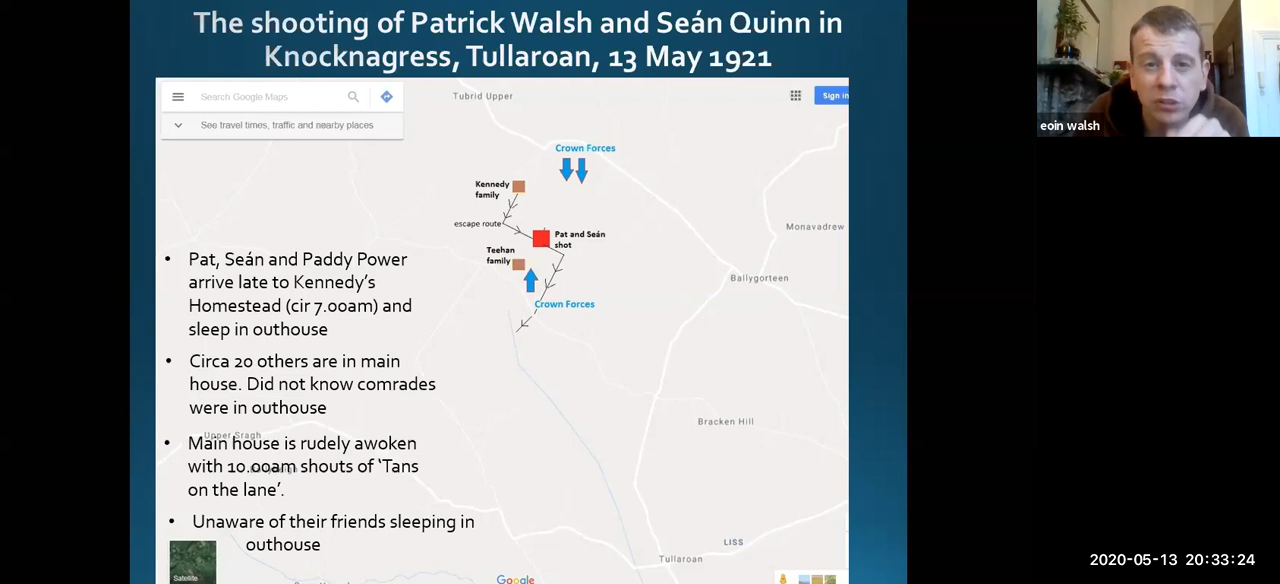 The shooting of Patrick Walsh and Seán Quinn in
Knocknagress, Tullaroan, 13 May 1921
Search Google Maps
See travel times, traffic and nearby places
Tubrid Upper
Sign in
eoin walsh
Crown Forces
Kennedy
family
escape route
Pat and Seán
shot
Teehan
family
Crown Forces
Monavadrew
Ballygorteen
Bracken Hill
LISS
Tullaroan
• Pat, Seán and Paddy Power
arrive late to Kennedy's
Homestead (cir 7.00am) and
sleep in outhouse
• Circa 20 others are in main
house. Did not know comrades
were in outhouse
Upper Sragh
• Main house is rudely awoken
with 10.00am shouts of 'Tans
on the lane'.
• Unaware of their friends sleeping in
outhouse
Satellite
Google
2020-05-13 20:33:24